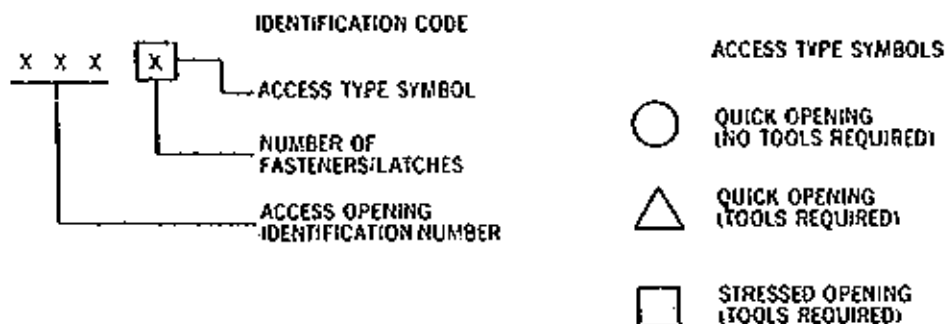 IDENTIFICATION CODE
X X X X
ACCESS TYPE SYMBOL
NUMBER OF
FASTENERS/LATCHES
ACCESS OPENING
IDENTIFICATION NUMBER
ACCESS TYPE SYMBOLS
QUICK OPENING
(NO TOOLS REQUIRED)
QUICK OPENING
(TOOLS REQUIRED)
STRESSED OPENING
(TOOLS REQUIRED)